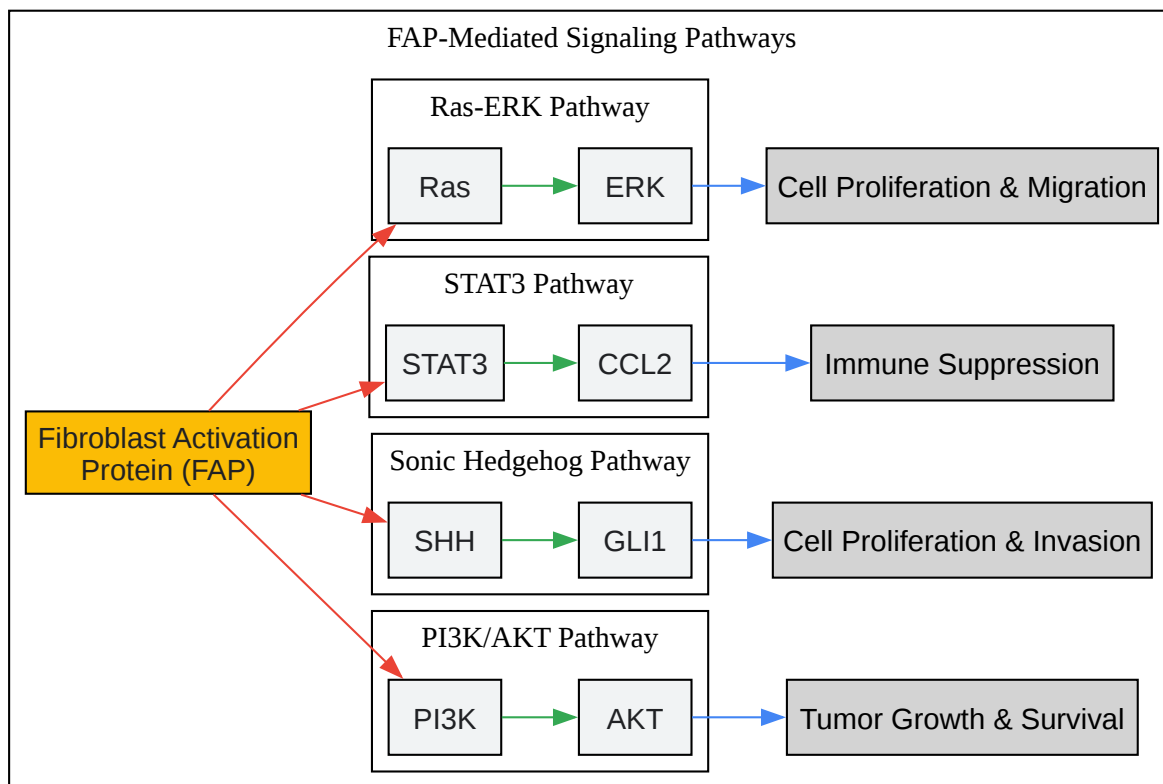 FAP-Mediated Signaling Pathways
Ras-ERK Pathway
Ras
ERK
Cell Proliferation & Migration
STAT3 Pathway
STAT3
CCL2
Immune Suppression
Fibroblast Activation
Protein (FAP)
Sonic Hedgehog Pathway
SHH
GLI1
Cell Proliferation & Invasion
PI3K/AKT Pathway
PI3K
AKT
Tumor Growth & Survival